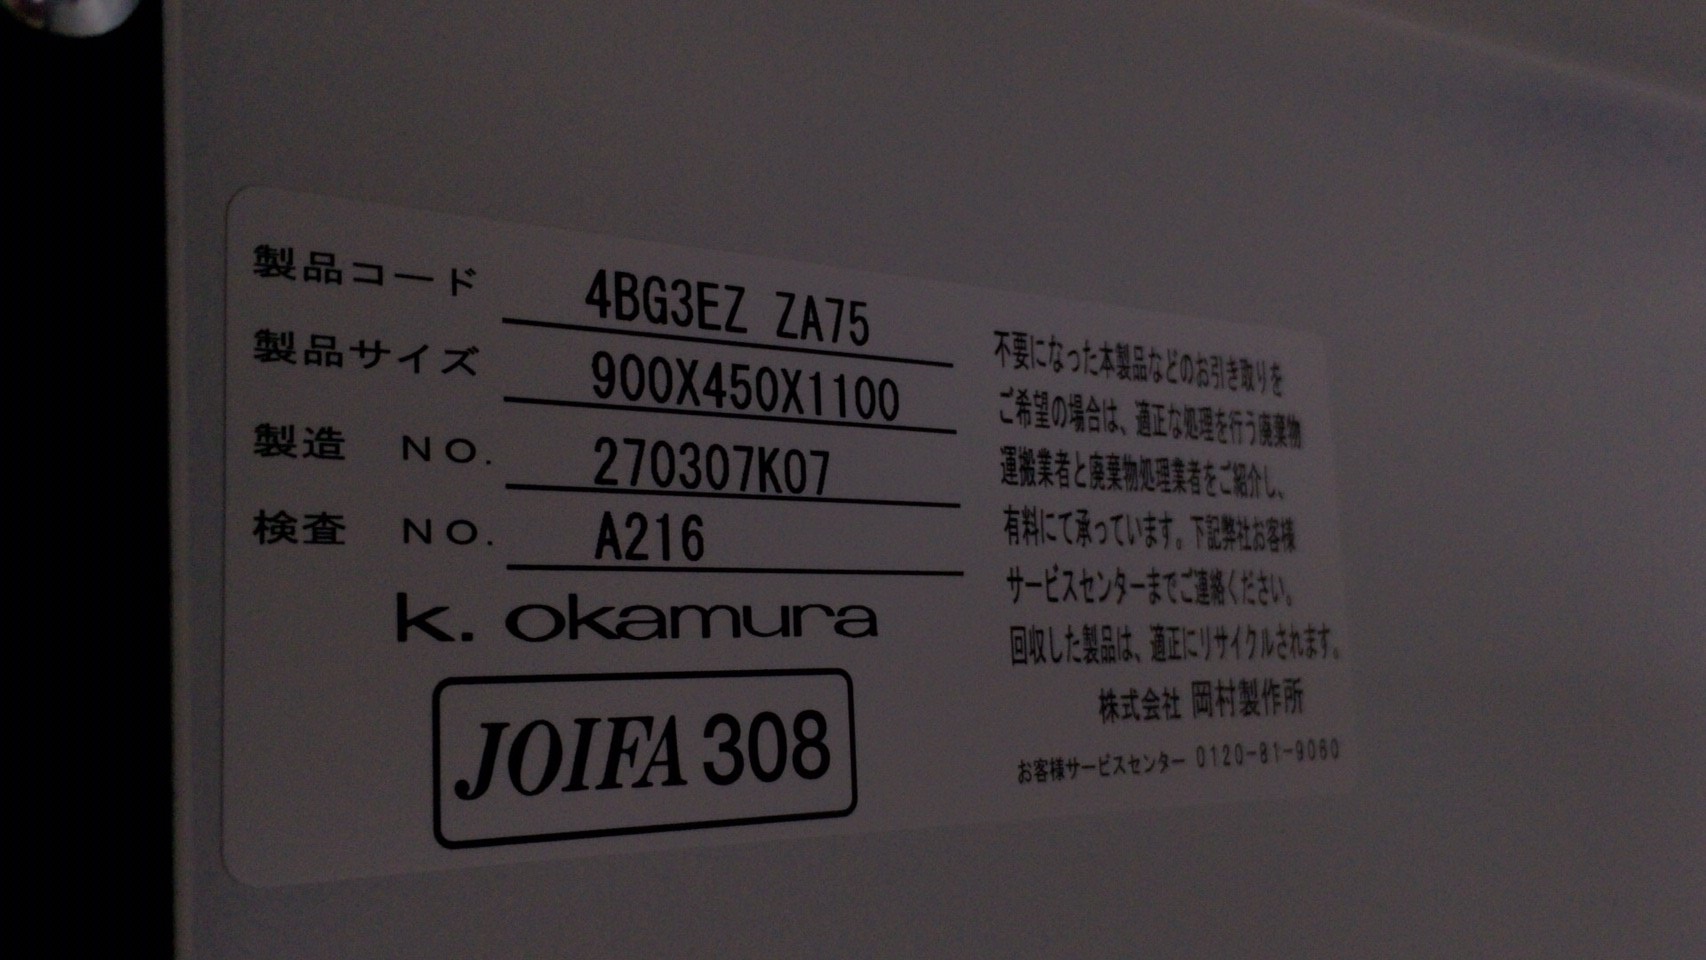 製品コード 4BG3EZ ZA75
製品サイズ 900X450X1100
製造 NO. 270307K07
検査 NO. A216
k. okamura
JOIFA 308
不要になった本製品などのお引き取りを
ご希望の場合は、適正な処理を行う廃棄物
運搬業者と廃棄物処理業者をご紹介し、
有料にて承っています。下記弊社お客様
サービスセンターまでご連絡ください。
回収した製品は、適正にリサイクルされます。
株式会社 岡村製作所
お客様サービスセンター 0120-81-9060